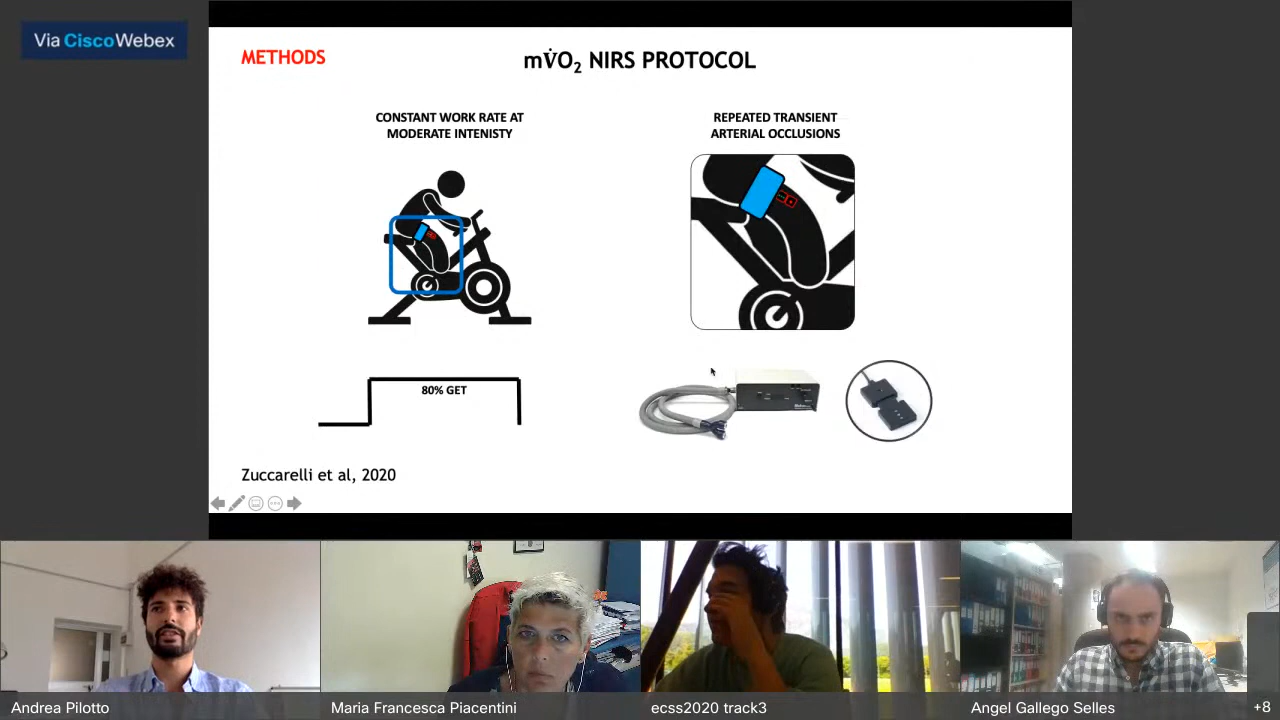 Via Cisco Webex
METHODS
mV̇O₂ NIRS PROTOCOL
CONSTANT WORK RATE AT
MODERATE INTENISTY
REPEATED TRANSIENT
ARTERIAL OCCLUSIONS
80% GET
Zuccarelli et al, 2020
Andrea Pilotto
Maria Francesca Piacentini
ecss2020 track3
Angel Gallego Selles
+8